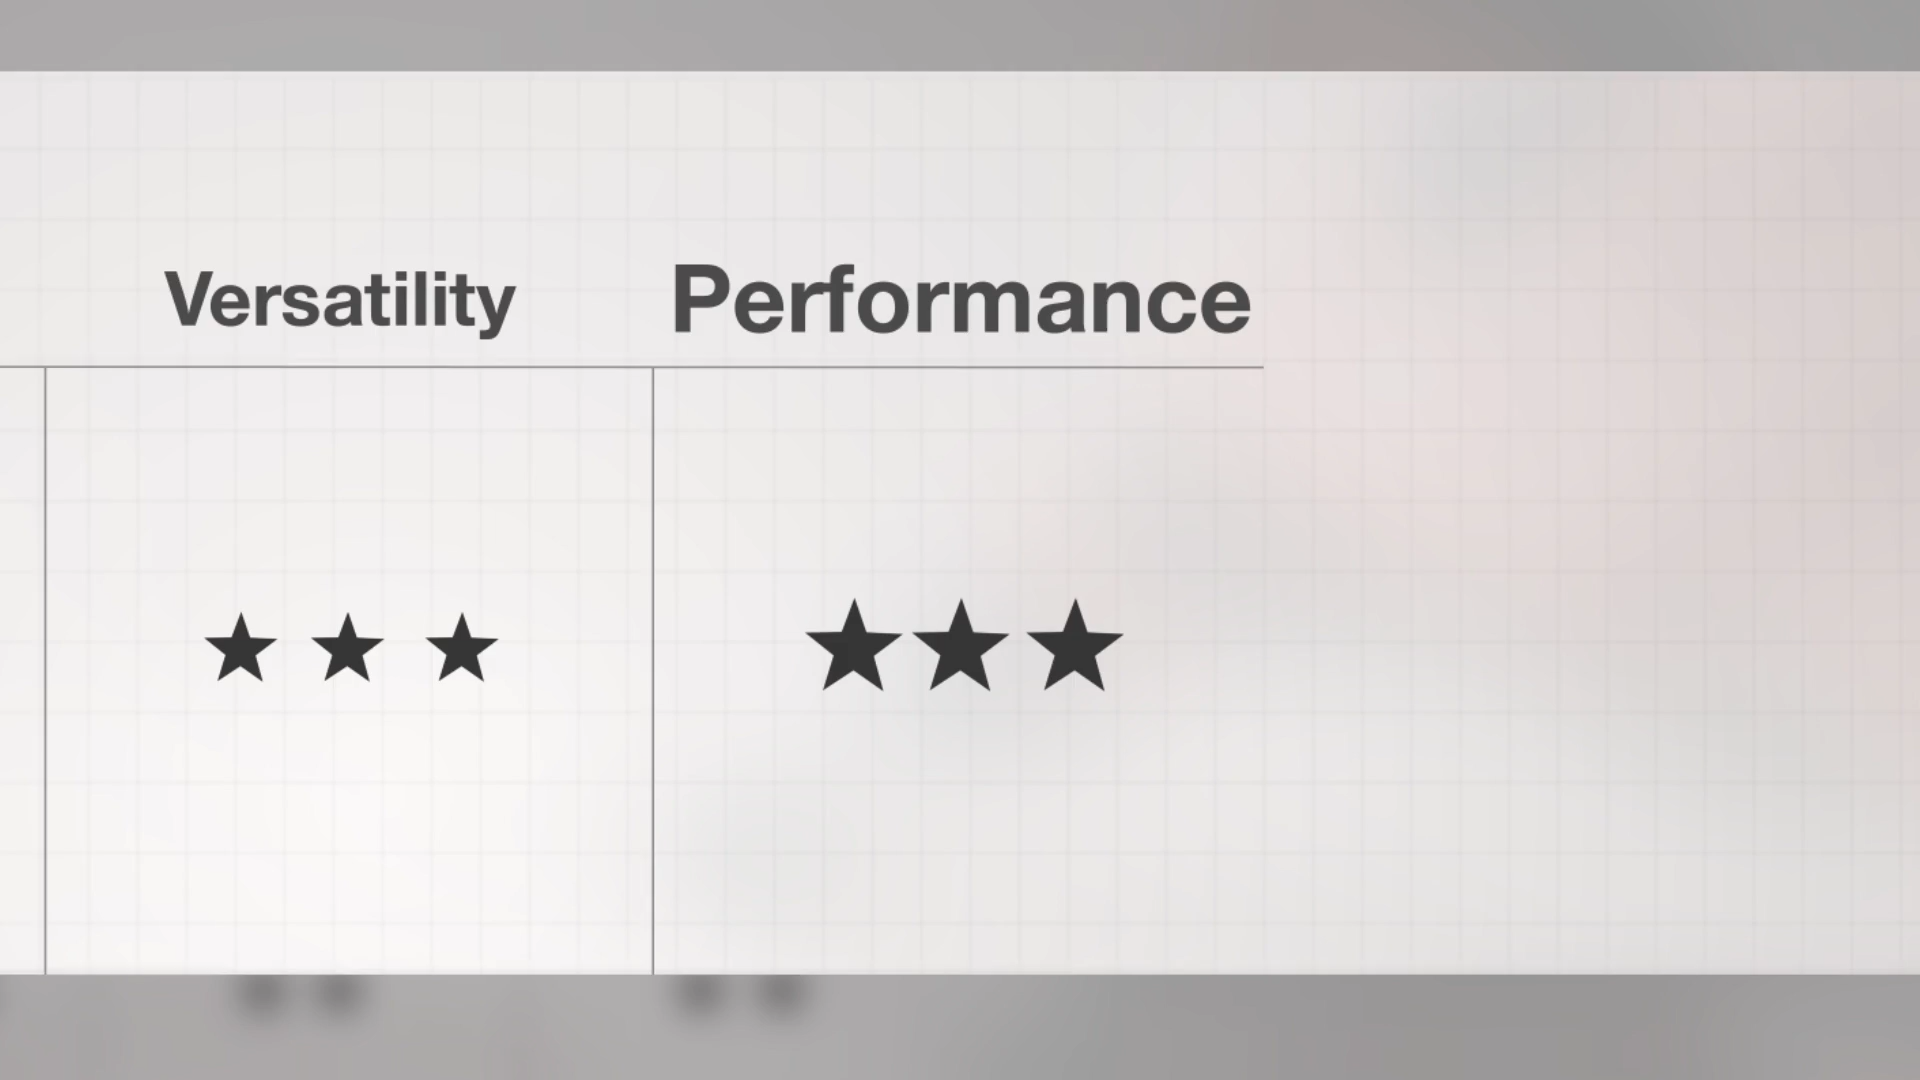 Versatility Performance
★ ★ ★ ★ ★ ★